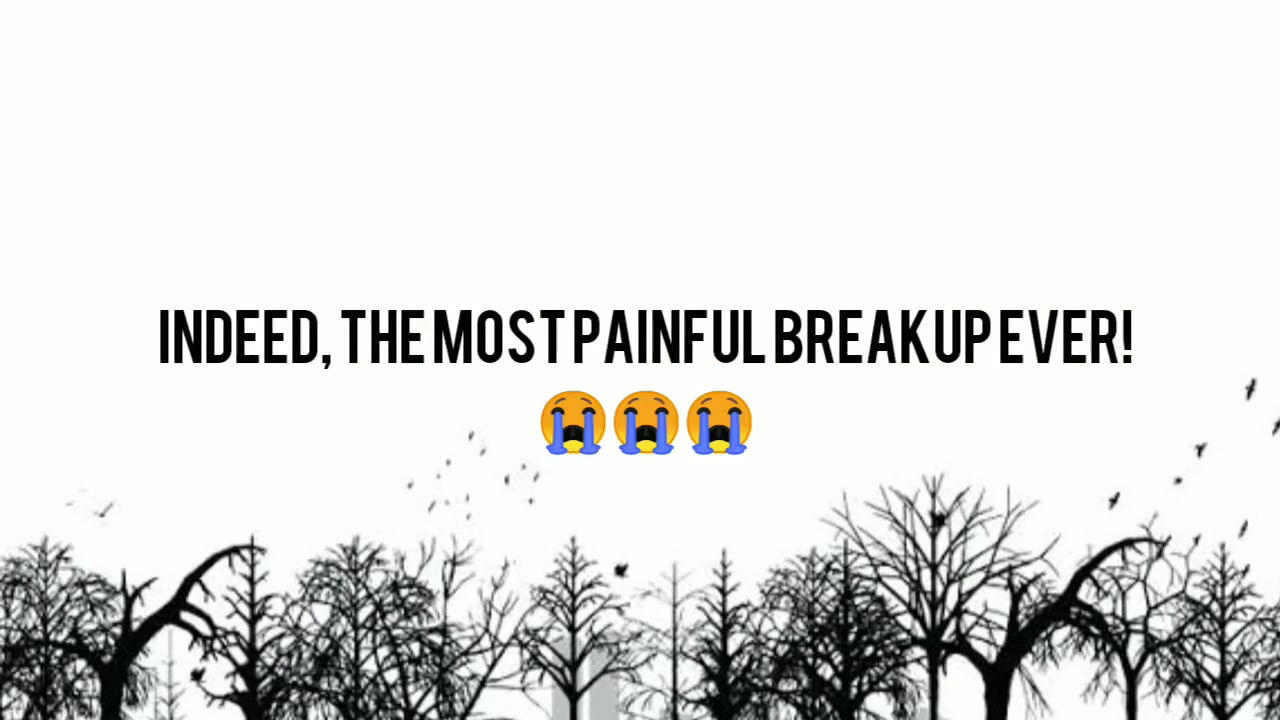 INDEED, THE MOST PAINFUL BREAKUP EVER!
😭😭😭